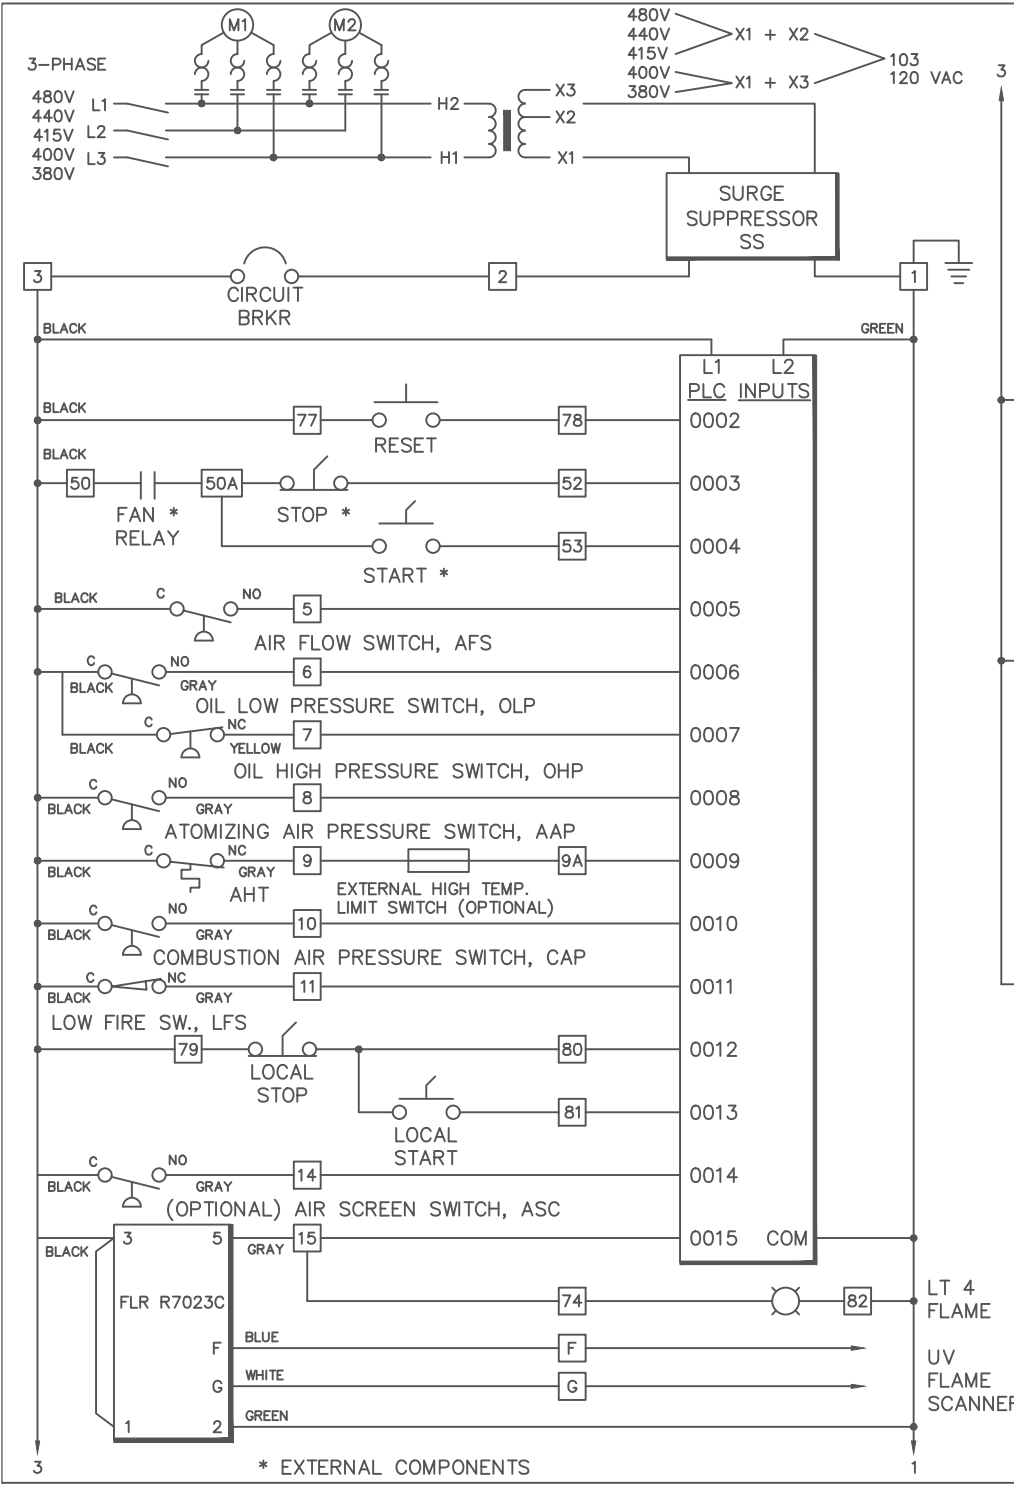 M1 M2
480V
440V X1 + X2
415V
103
120 VAC
400V
380V X1 + X3
3
3-PHASE
480V
440V
415V
400V
380V
L1
L2
L3
H2
H1
X3
X2
X1
SURGE
SUPPRESSOR
SS
3
CIRCUIT
BRKR
2
1
BLACK
GREEN
L1 L2
PLC INPUTS
BLACK
77
RESET
78
0002
BLACK
50
FAN *
RELAY
50A
STOP *
52
0003
START *
53
0004
BLACK C NO 5 0005
AIR FLOW SWITCH, AFS
C NO 6 0006
BLACK GRAY
OIL LOW PRESSURE SWITCH, OLP
C NC 7 0007
BLACK YELLOW
OIL HIGH PRESSURE SWITCH, OHP
C NO 8 0008
BLACK GRAY
ATOMIZING AIR PRESSURE SWITCH, AAP
C NC 9 9A 0009
BLACK GRAY
AHT
EXTERNAL HIGH TEMP.
LIMIT SWITCH (OPTIONAL)
C NO 10 0010
BLACK GRAY
COMBUSTION AIR PRESSURE SWITCH, CAP
C NC 11 0011
BLACK GRAY
LOW FIRE SW., LFS
79
LOCAL
STOP
80
0012
81
0013
LOCAL
START
C NO 14 0014
BLACK GRAY
(OPTIONAL) AIR SCREEN SWITCH, ASC
3 5 15 0015 COM
BLACK GRAY
FLR R7023C
74 82
LT 4
FLAME
F BLUE F
G WHITE G
UV
FLAME
SCANNER
1 2 GREEN
3
* EXTERNAL COMPONENTS
1